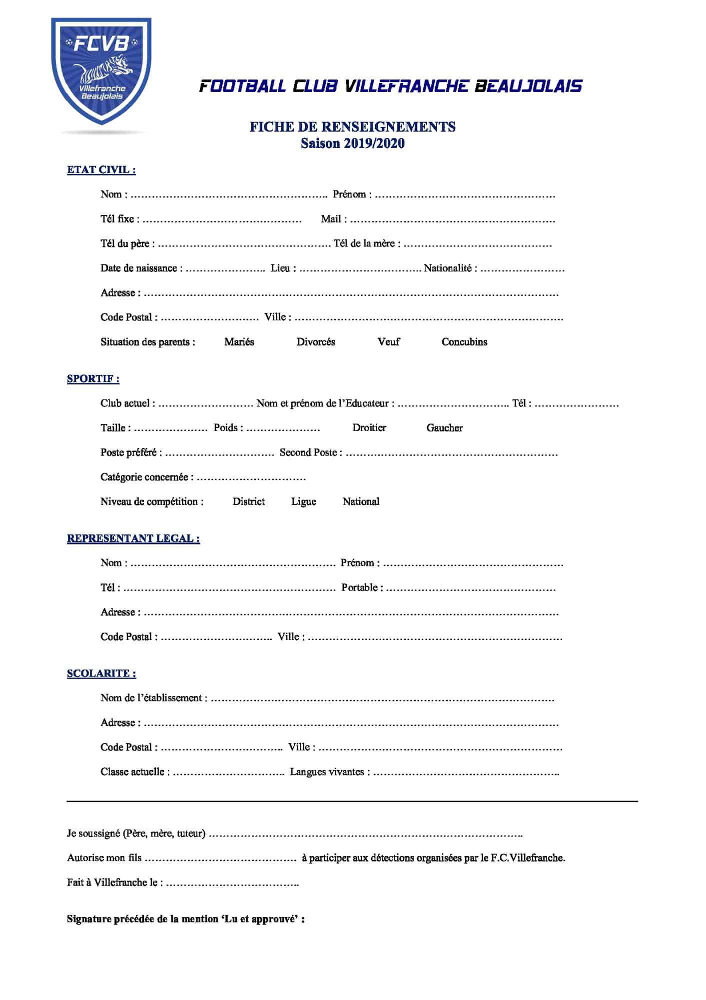 FCVB
Villefranche
Beaujolais
FOOTBALL CLUB VILLEFRANCHE BEAUJOLAIS
FICHE DE RENSEIGNEMENTS
Saison 2019/2020
ETAT CIVIL :
Nom : ……………………………………………….. Prénom : ……………………………………………
Tél fixe : ……………………………………… Mail : ………………………………………………….
Tél du père : …………………………………………. Tél de la mère : ……………………………………
Date de naissance : ………………….. Lieu : ……………………………. Nationalité : ……………………
Adresse : ………………………………………………………………………………………………………
Code Postal : ………………………. Ville : ………………………………………………………………….
Situation des parents : Mariés Divorcés Veuf Concubins
SPORTIF :
Club actuel : ……………………… Nom et prénom de l’Educateur : ………………………….. Tél : ……………………
Taille : ………………… Poids : ………………… Droitier Gaucher
Poste préféré : …………………………. Second Poste : ……………………………………………………
Catégorie concernée : ………………………….
Niveau de compétition : District Ligue National
REPRESENTANT LEGAL :
Nom : …………………………………………………. Prénom : ……………………………………………
Tél : …………………………………………………… Portable : …………………………………………
Adresse : ………………………………………………………………………………………………………
Code Postal : ………………………….. Ville : ………………………………………………………………
SCOLARITE :
Nom de l’établissement : …………………………………………………………………………………….
Adresse : ………………………………………………………………………………………………………
Code Postal : …………………………….. Ville : ……………………………………………………………
Classe actuelle : ………………………….. Langues vivantes : ……………………………………………..
Je soussigné (Père, mère, tuteur) ……………………………………………………………………………..
Autorise mon fils ……………………………………. à participer aux détections organisées par le F.C.Villefranche.
Fait à Villefranche le : ………………………………..
Signature précédée de la mention ‘Lu et approuvé’ :